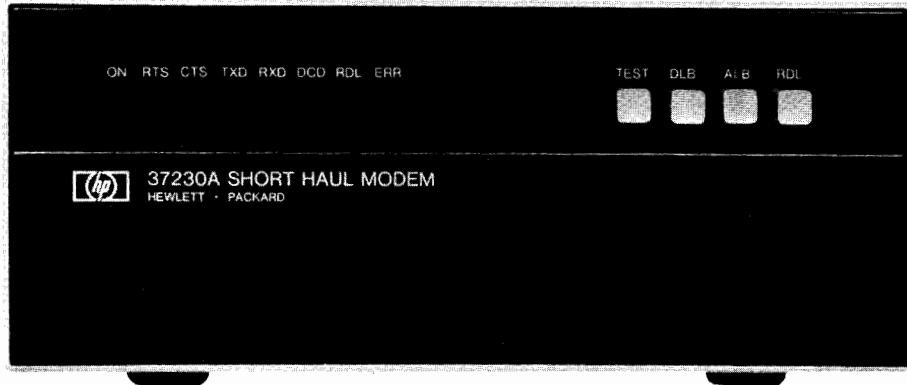 ON RTS CTS TXD RXD DCD RDL ERR
TEST DLB ALB RDL
hp 37230A SHORT HAUL MODEM
HEWLETT · PACKARD